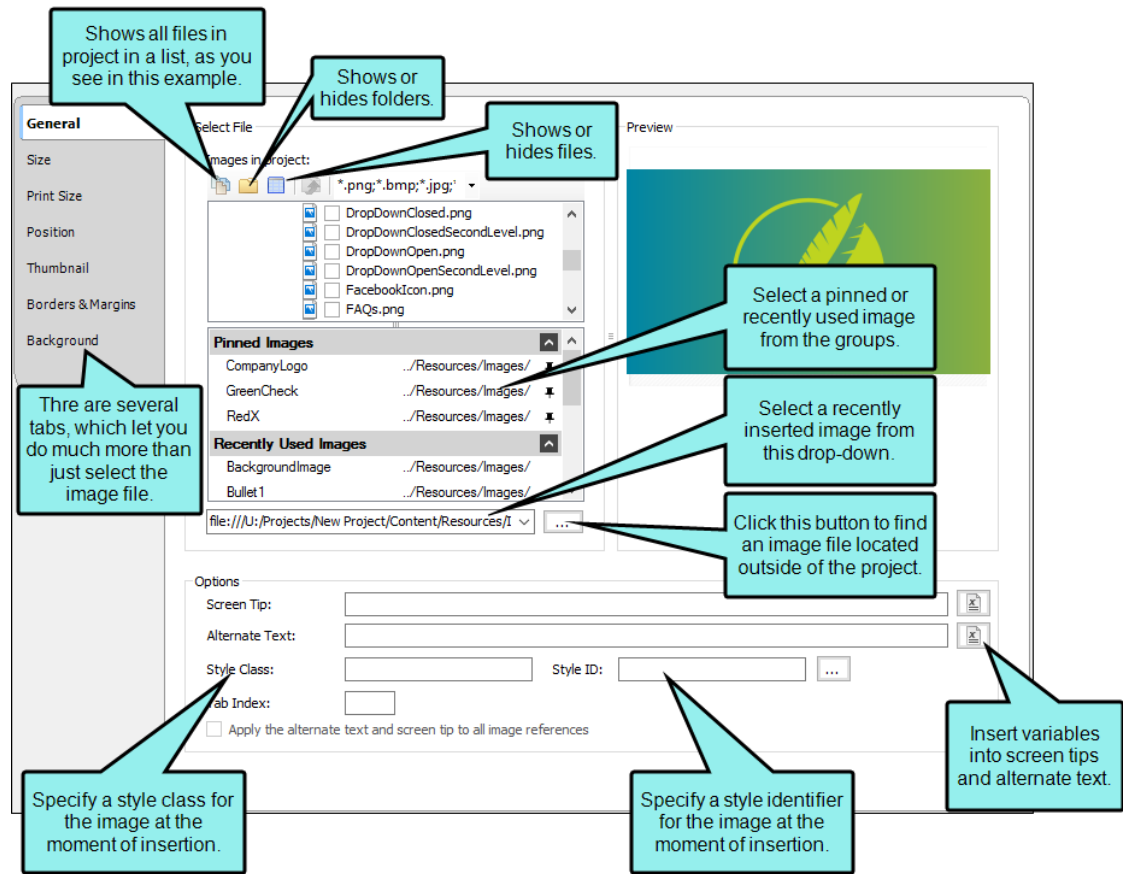 Shows all files in
project in a list, as you
see in this example.
Shows or
hides folders.
Shows or
hides files.
General
Size
Print Size
Position
Thumbnail
Borders & Margins
Background
Select File
Images in project:
*.png;*.bmp;*.jpg;*
DropDownClosed.png
DropDownClosedSecondLevel.png
DropDownOpen.png
DropDownOpenSecondLevel.png
FacebookIcon.png
FAQs.png
Pinned Images
CompanyLogo ../Resources/Images/
GreenCheck ../Resources/Images/
RedX ../Resources/Images/
Recently Used Images
BackgroundImage ../Resources/Images/
Bullet1 ../Resources/Images/
file:///U:/Projects/New Project/Content/Resources/I
...
Preview
Select a pinned or
recently used image
from the groups.
Select a recently
inserted image from
this drop-down.
Click this button to find
an image file located
outside of the project.
Thre are several
tabs, which let you
do much more than
just select the
image file.
Options
Screen Tip:
Alternate Text:
Style Class:
Style ID:
...
Tab Index:
Apply the alternate text and screen tip to all image references
Insert variables
into screen tips
and alternate text.
Specify a style class for
the image at the
moment of insertion.
Specify a style identifier
for the image at the
moment of insertion.